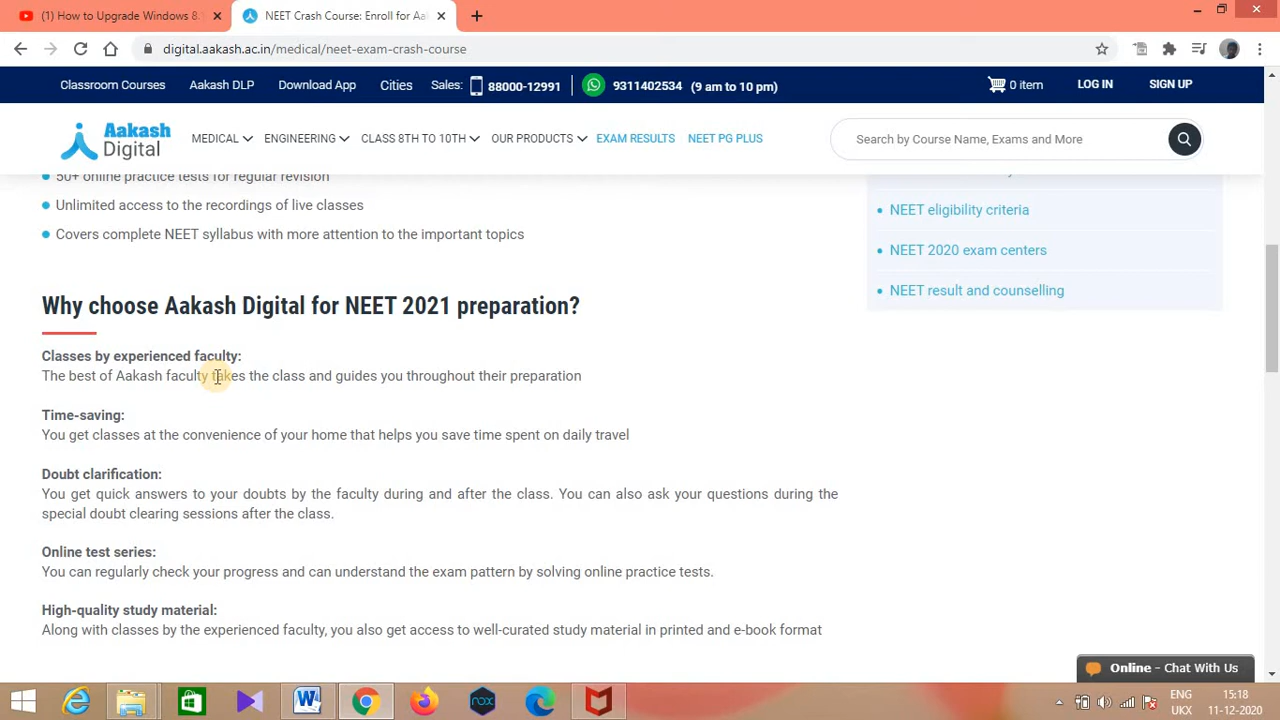 (1) How to Upgrade Windows 8.
NEET Crash Course: Enroll for Aa
digital.aakash.ac.in/medical/neet-exam-crash-course
Classroom Courses Aakash DLP Download App Cities Sales: 88000-12991 9311402534 (9 am to 10 pm) 0 item LOG IN SIGN UP
Aakash
Digital
MEDICAL ENGINEERING CLASS 8TH TO 10TH OUR PRODUCTS EXAM RESULTS NEET PG PLUS
Search by Course Name, Exams and More
50+ online practice tests for regular revision
Unlimited access to the recordings of live classes
Covers complete NEET syllabus with more attention to the important topics
NEET eligibility criteria
NEET 2020 exam centers
NEET result and counselling
Why choose Aakash Digital for NEET 2021 preparation?
Classes by experienced faculty:
The best of Aakash faculty takes the class and guides you throughout their preparation
Time-saving:
You get classes at the convenience of your home that helps you save time spent on daily travel
Doubt clarification:
You get quick answers to your doubts by the faculty during and after the class. You can also ask your questions during the
special doubt clearing sessions after the class.
Online test series:
You can regularly check your progress and can understand the exam pattern by solving online practice tests.
High-quality study material:
Along with classes by the experienced faculty, you also get access to well-curated study material in printed and e-book format
Online - Chat With Us
nox
ENG
UKX
15:18
11-12-2020